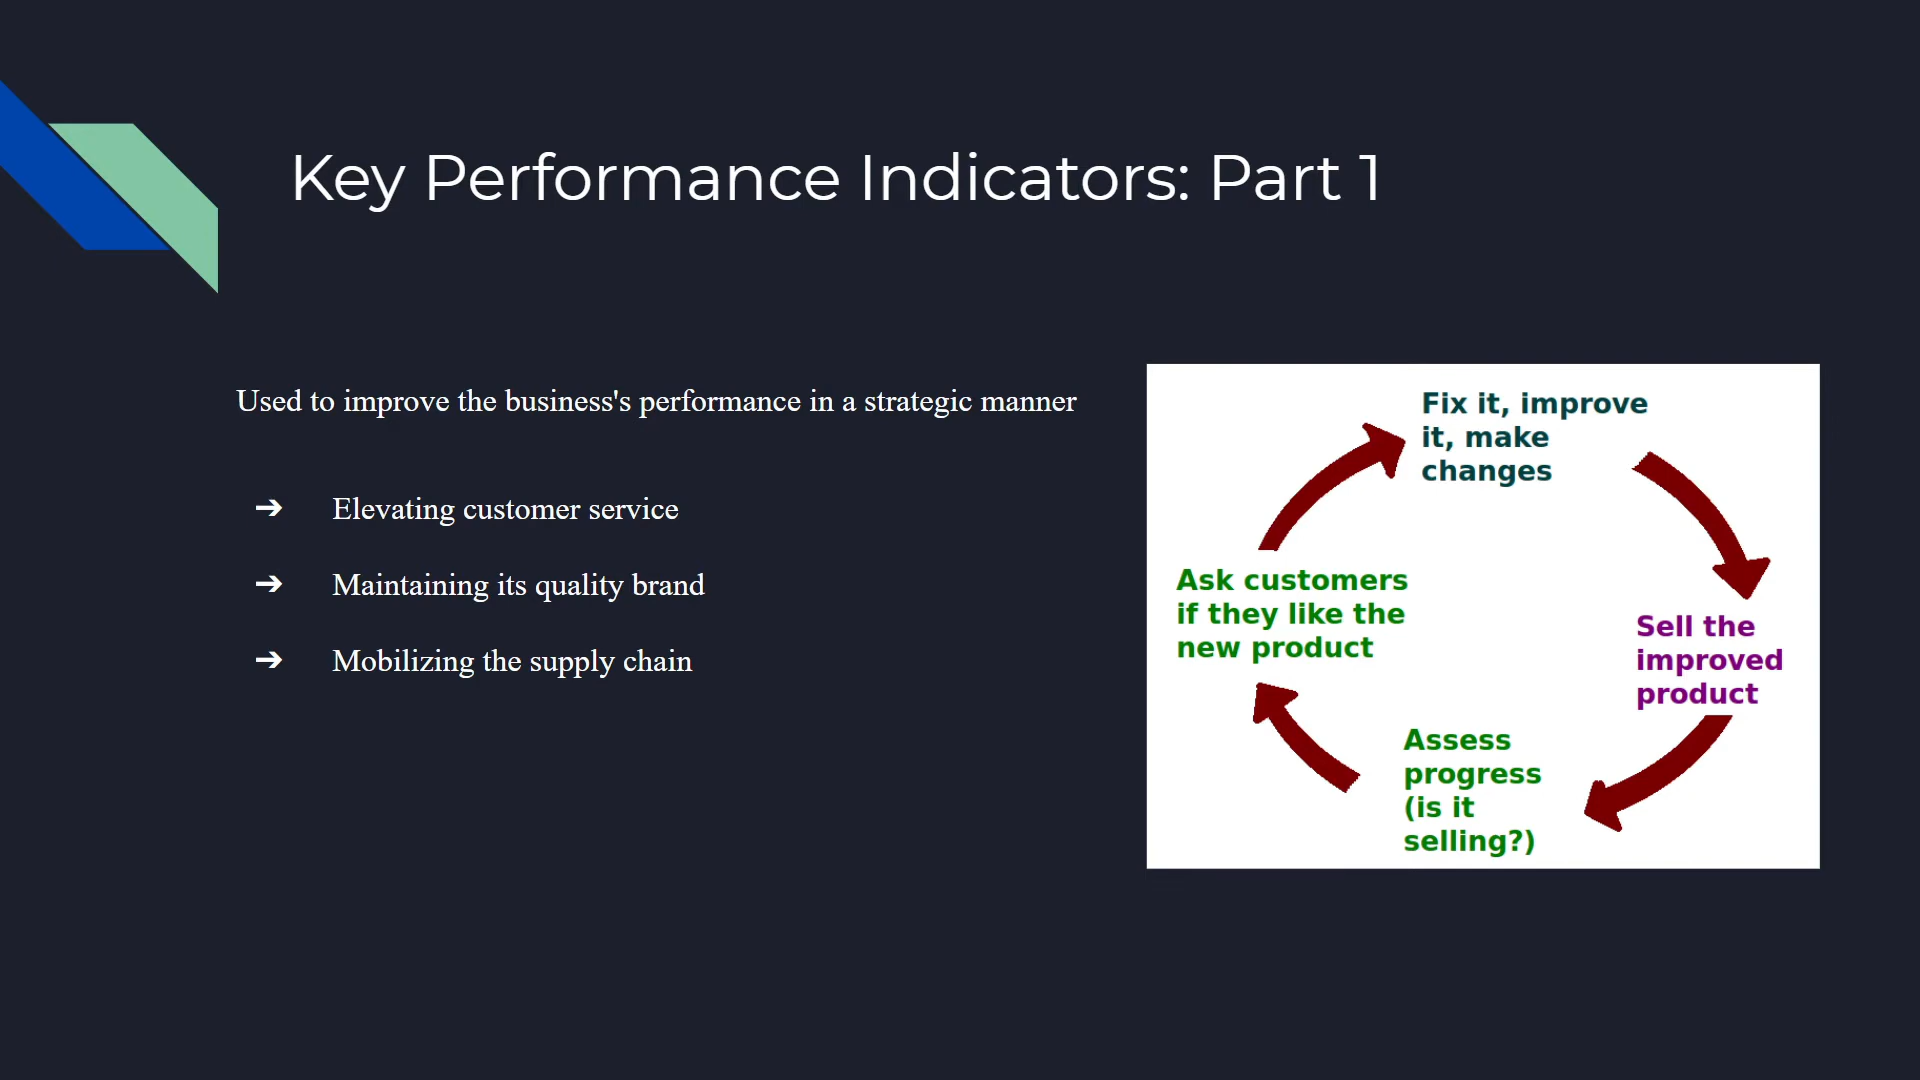 Key Performance Indicators: Part 1
Used to improve the business's performance in a strategic manner
➔ Elevating customer service
➔ Maintaining its quality brand
➔ Mobilizing the supply chain
Fix it, improve
it, make
changes
Sell the
improved
product
Assess
progress
(is it
selling?)
Ask customers
if they like the
new product